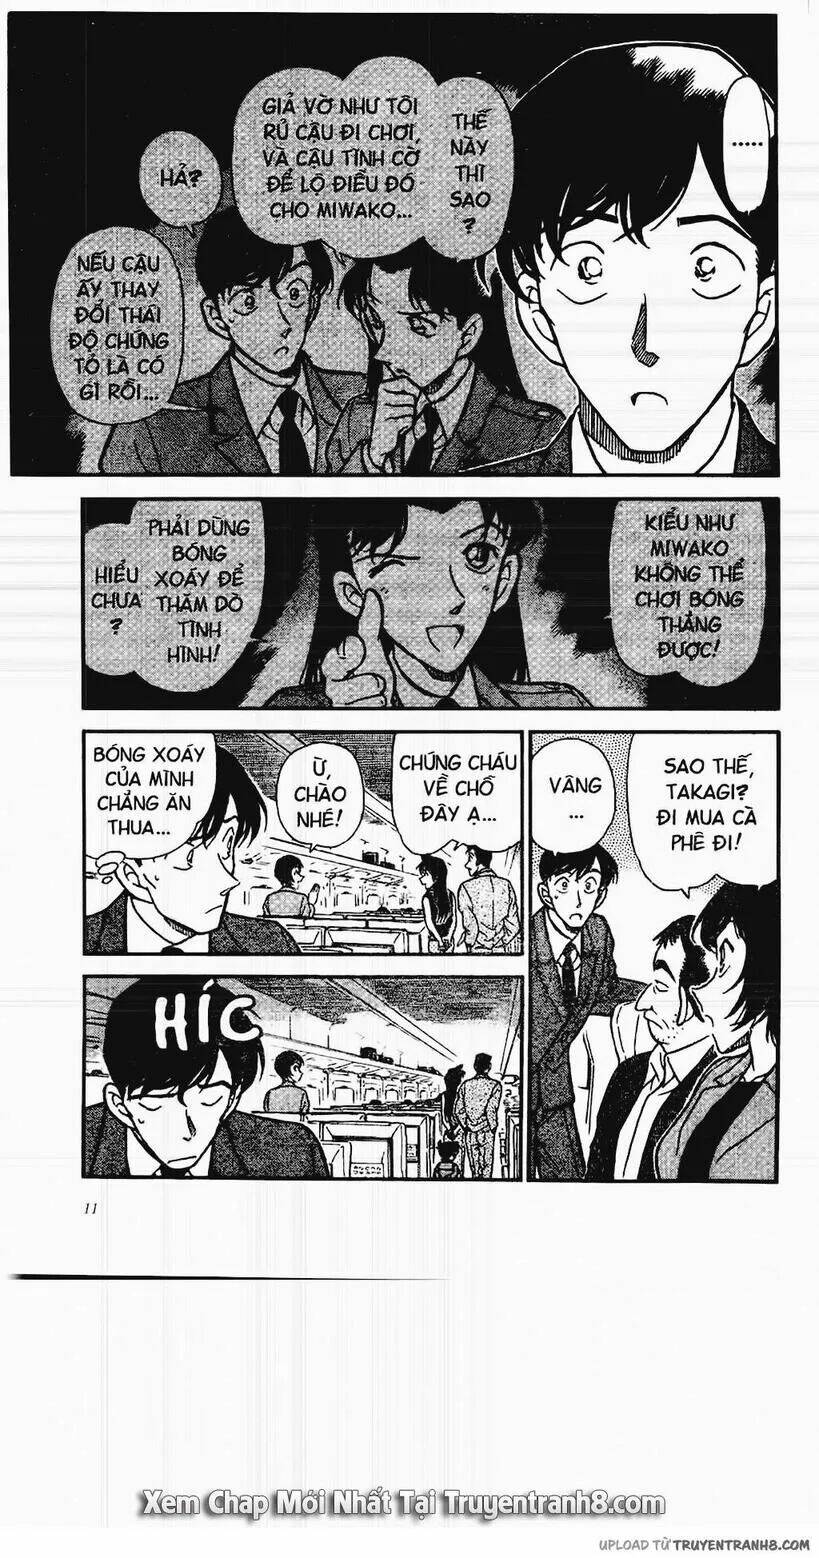 ......
THẾ
NÀY
THÌ
SAO
?
GIẢ VỜ NHƯ TÔI
RỦ CẬU ĐI CHƠI,
VÀ CẬU TÌNH CỜ
ĐỂ LỘ ĐIỀU ĐÓ
CHO MIWAKO...
HẢ?
NẾU CẬU
ẤY THAY
ĐỔI THÁI
ĐỘ CHỨNG
TỎ LÀ CÓ
GÌ RỒI...
KIỂU NHƯ
MIWAKO
KHÔNG THỂ
CHƠI BÓNG
THẲNG
ĐƯỢC!
PHẢI DÙNG
BÓNG
XOÁY ĐỂ
THĂM DÒ
TÌNH
HÌNH!
HIỂU
CHƯA
?
SAO THẾ,
TAKAGI?
ĐI MUA CÀ
PHÊ ĐI!
VÂNG
...
CHÚNG CHÁU
VỀ CHỖ
ĐÂY Ạ...
Ừ,
CHÀO
NHÉ!
BÓNG XOÁY
CỦA MÌNH
CHẲNG ĂN
THUA...
HÍC
11
Xem Chap Mới Nhất Tại Truyentranh8.com
UPLOAD TỪ TRUYENTRANH8.COM